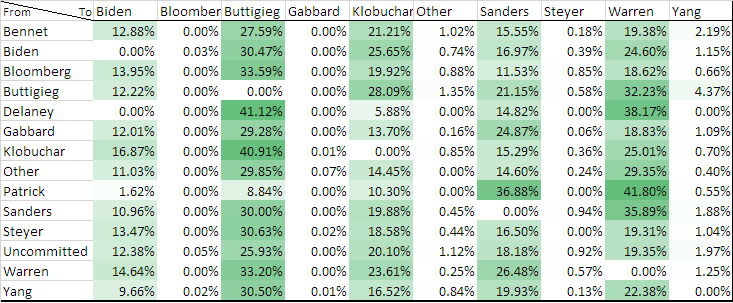 From To Biden Bloomber Buttigieg Gabbard Klobuchar Other Sanders Steyer Warren Yang
Bennet 12.88% 0.00% 27.59% 0.00% 21.21% 1.02% 15.55% 0.18% 19.38% 2.19%
Biden 0.00% 0.03% 30.47% 0.00% 25.65% 0.74% 16.97% 0.39% 24.60% 1.15%
Bloomberg 13.95% 0.00% 33.59% 0.00% 19.92% 0.88% 11.53% 0.85% 18.62% 0.66%
Buttigieg 12.22% 0.00% 0.00% 0.00% 28.09% 1.35% 21.15% 0.58% 32.23% 4.37%
Delaney 0.00% 0.00% 41.12% 0.00% 5.88% 0.00% 14.82% 0.00% 38.17% 0.00%
Gabbard 12.01% 0.00% 29.28% 0.00% 13.70% 0.16% 24.87% 0.06% 18.83% 1.09%
Klobuchar 16.87% 0.00% 40.91% 0.01% 0.00% 0.85% 15.29% 0.36% 25.01% 0.70%
Other 11.03% 0.00% 29.85% 0.07% 14.45% 0.00% 14.60% 0.24% 29.35% 0.40%
Patrick 1.62% 0.00% 8.84% 0.00% 10.30% 0.00% 36.88% 0.00% 41.80% 0.55%
Sanders 10.96% 0.00% 30.00% 0.00% 19.88% 0.45% 0.00% 0.94% 35.89% 1.88%
Steyer 13.47% 0.00% 30.63% 0.02% 18.58% 0.44% 16.50% 0.00% 19.31% 1.04%
Uncommitted 12.38% 0.05% 25.93% 0.00% 20.10% 1.12% 18.18% 0.92% 19.35% 1.97%
Warren 14.64% 0.00% 33.20% 0.00% 23.61% 0.25% 26.48% 0.57% 0.00% 1.25%
Yang 9.66% 0.02% 30.50% 0.01% 16.52% 0.84% 19.93% 0.13% 22.38% 0.00%